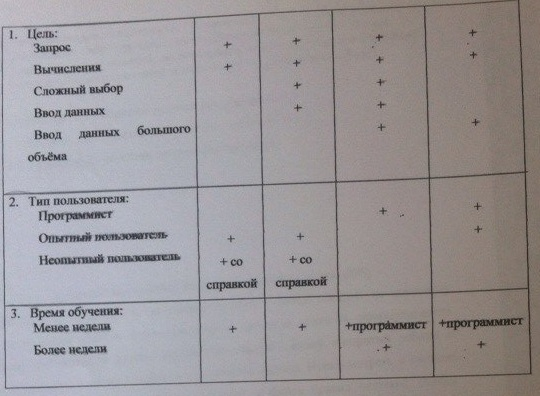 1. Цель:
Запрос + + + +
Вычисления + + + +
Сложный выбор + +
Ввод данных + +
Ввод данных большого + +
объёма
2. Тип пользователя:
Программист + +
Опытный пользователь + + +
Неопытный пользователь + со + со
справкой справкой
3. Время обучения:
Менее недели + + +программист +программист
Более недели + +